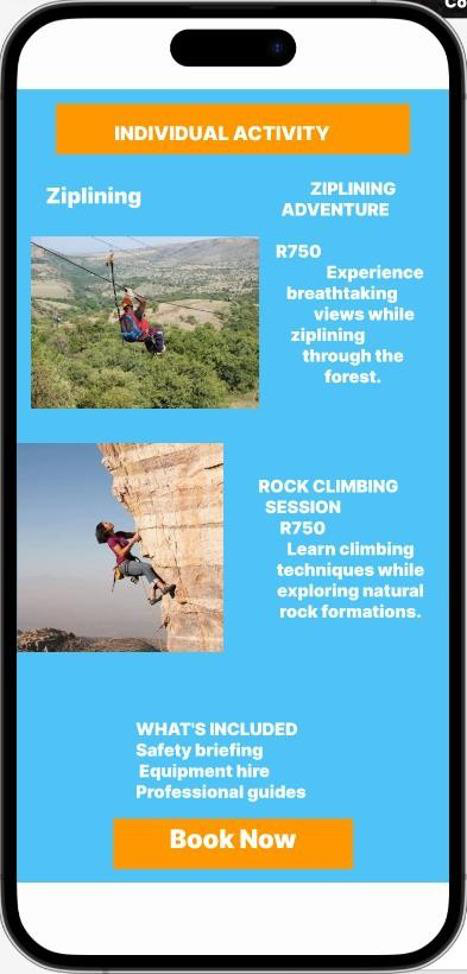 Co
INDIVIDUAL ACTIVITY
Ziplining
ZIPLINING
ADVENTURE
R750
Experience
breathtaking
views while
ziplining
through the
forest.
ROCK CLIMBING
SESSION
R750
Learn climbing
techniques while
exploring natural
rock formations.
WHAT'S INCLUDED
Safety briefing
Equipment hire
Professional guides
Book Now